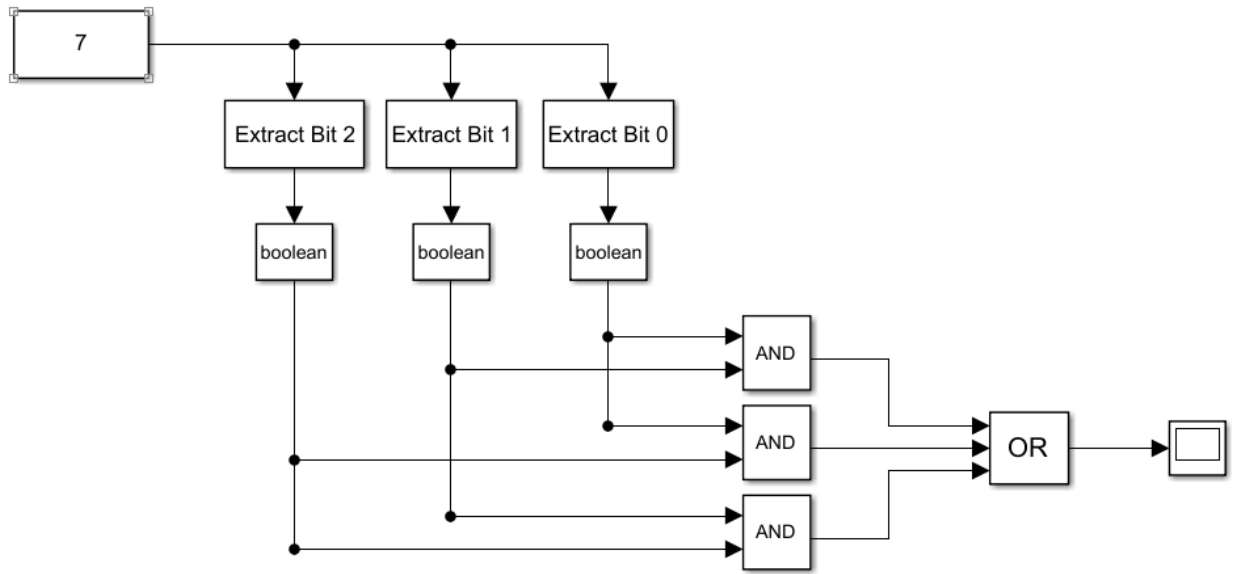 7
Extract Bit 2
Extract Bit 1
Extract Bit 0
boolean
boolean
boolean
AND
AND
OR
AND